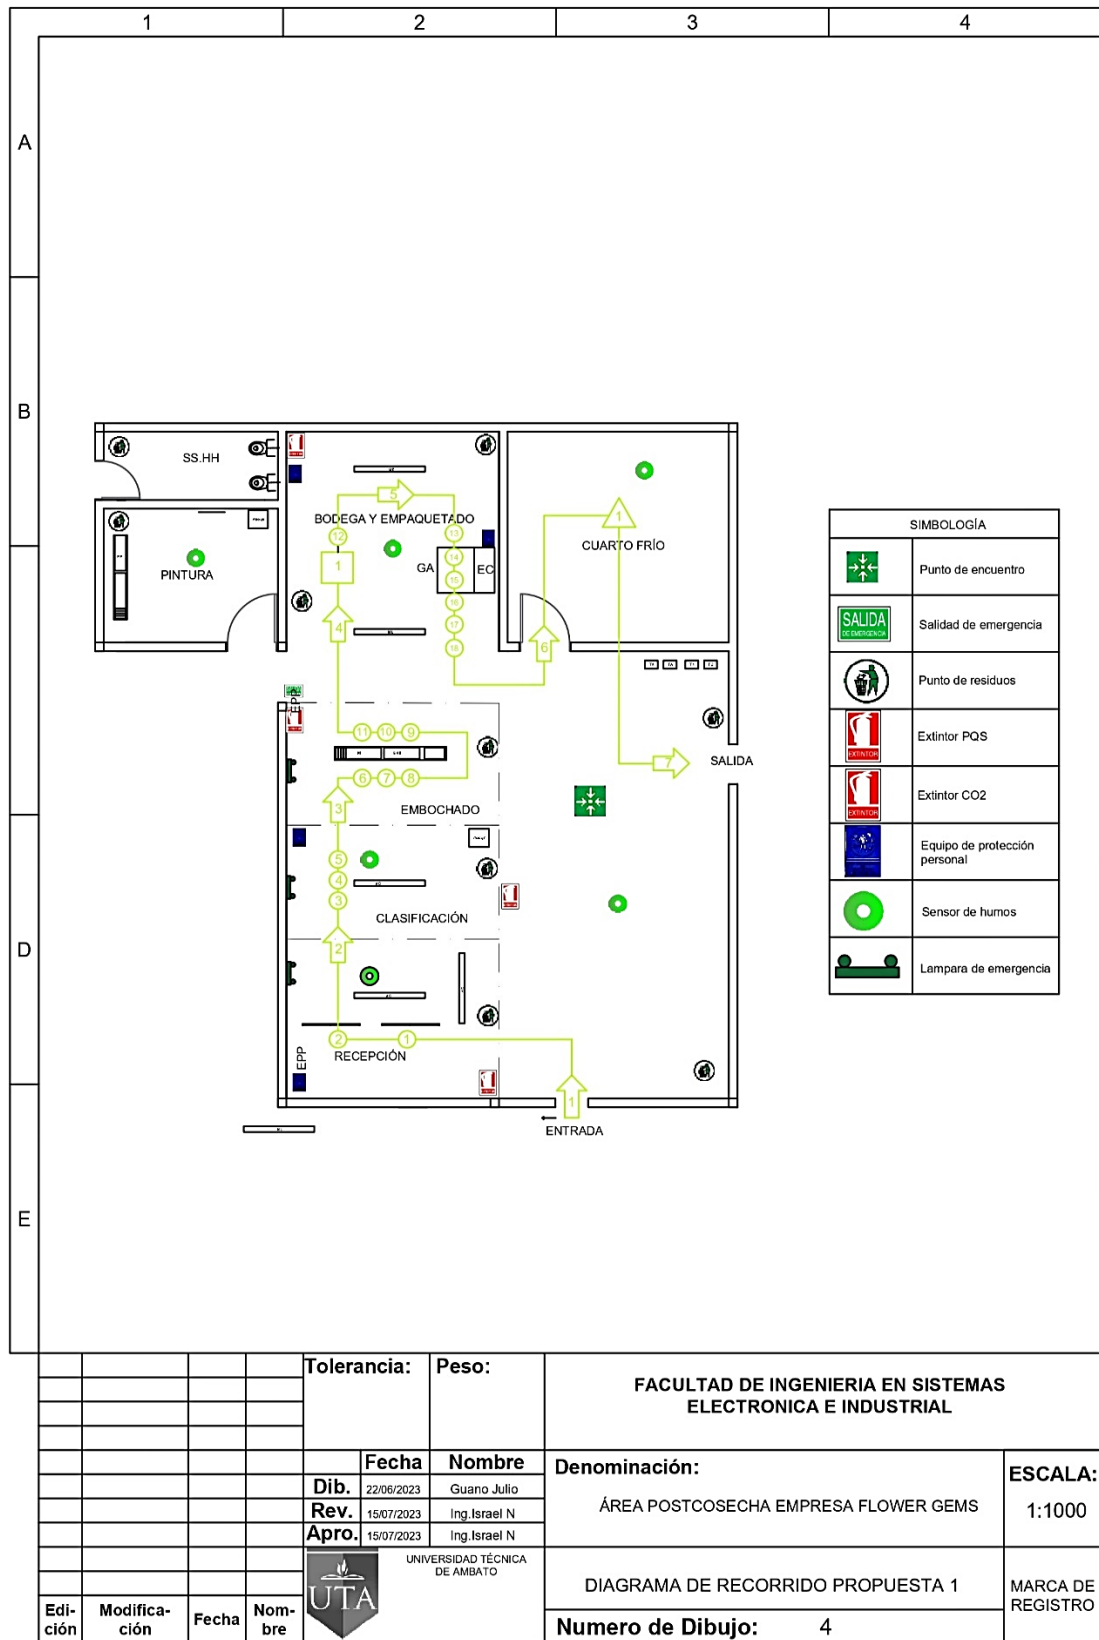 1 2 3 4
A
B
D
E
SS.HH
PINTURA
BODEGA Y EMPAQUETADO
5
12
13
14
15
16
17
18
1
GA
EC
4
6
CUARTO FRÍO
1
EPP
11 10 9
6 7 8
3
EMBOCHADO
SALIDA
7
5
4
3
CLASIFICACIÓN
2
2 1
RECEPCIÓN
EPP
1
ENTRADA
SIMBOLOGÍA
Punto de encuentro
SALIDA
DE EMERGENCIA
Salidad de emergencia
Punto de residuos
EXTINTOR
Extintor PQS
EXTINTOR
Extintor CO2
Equipo de protección
personal
Sensor de humos
Lampara de emergencia
Tolerancia: Peso:
FACULTAD DE INGENIERIA EN SISTEMAS
ELECTRONICA E INDUSTRIAL
Fecha Nombre
Dib. 22/06/2023 Guano Julio
Rev. 15/07/2023 Ing.Israel N
Apro. 15/07/2023 Ing.Israel N
Denominación:
ÁREA POSTCOSECHA EMPRESA FLOWER GEMS
ESCALA:
1:1000
UTA
UNIVERSIDAD TÉCNICA
DE AMBATO
DIAGRAMA DE RECORRIDO PROPUESTA 1
MARCA DE
REGISTRO
Numero de Dibujo: 4
Edi-
ción
Modifica-
ción
Fecha
Nom-
bre